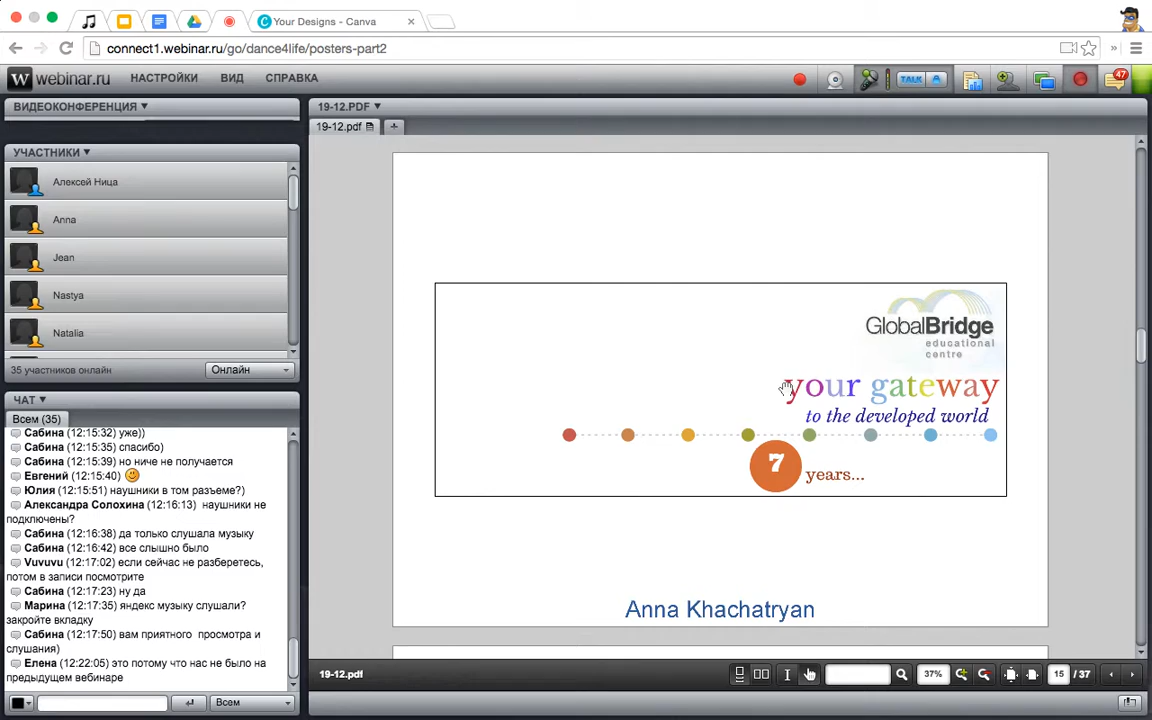 Your Designs - Canva
connect1.webinar.ru/go/dance4life/posters-part2
W webinar.ru НАСТРОЙКИ ВИД СПРАВКА
TALK A 47
ВИДЕОКОНФЕРЕНЦИЯ
УЧАСТНИКИ
Алексей Ница
Anna
Jean
Nastya
Natalia
35 участников онлайн
Онлайн
ЧАТ
Всем (35)
Сабина (12:15:32) уже))
Сабина (12:15:35) спасибо)
Сабина (12:15:39) но ниче не получается
Евгений (12:15:40)
Юлия (12:15:51) наушники в том разъеме?)
Александра Солохина (12:16:13) наушники не
подключены?
Сабина (12:16:38) да только слушала музыку
Сабина (12:16:42) все слышно было
Vuvuvu (12:17:02) если сейчас не разберетесь,
потом в записи посмотрите
Сабина (12:17:23) ну да
Марина (12:17:35) яндекс музыку слушали?
закройте вкладку
Сабина (12:17:50) вам приятного просмотра и
слушания)
Елена (12:22:05) это потому что нас не было на
предыдущем вебинаре
Всем
19-12.PDF
19-12.pdf
GlobalBridge
educational
centre
your gateway
to the developed world
7 years...
Anna Khachatryan
19-12.pdf
37%
15 / 37